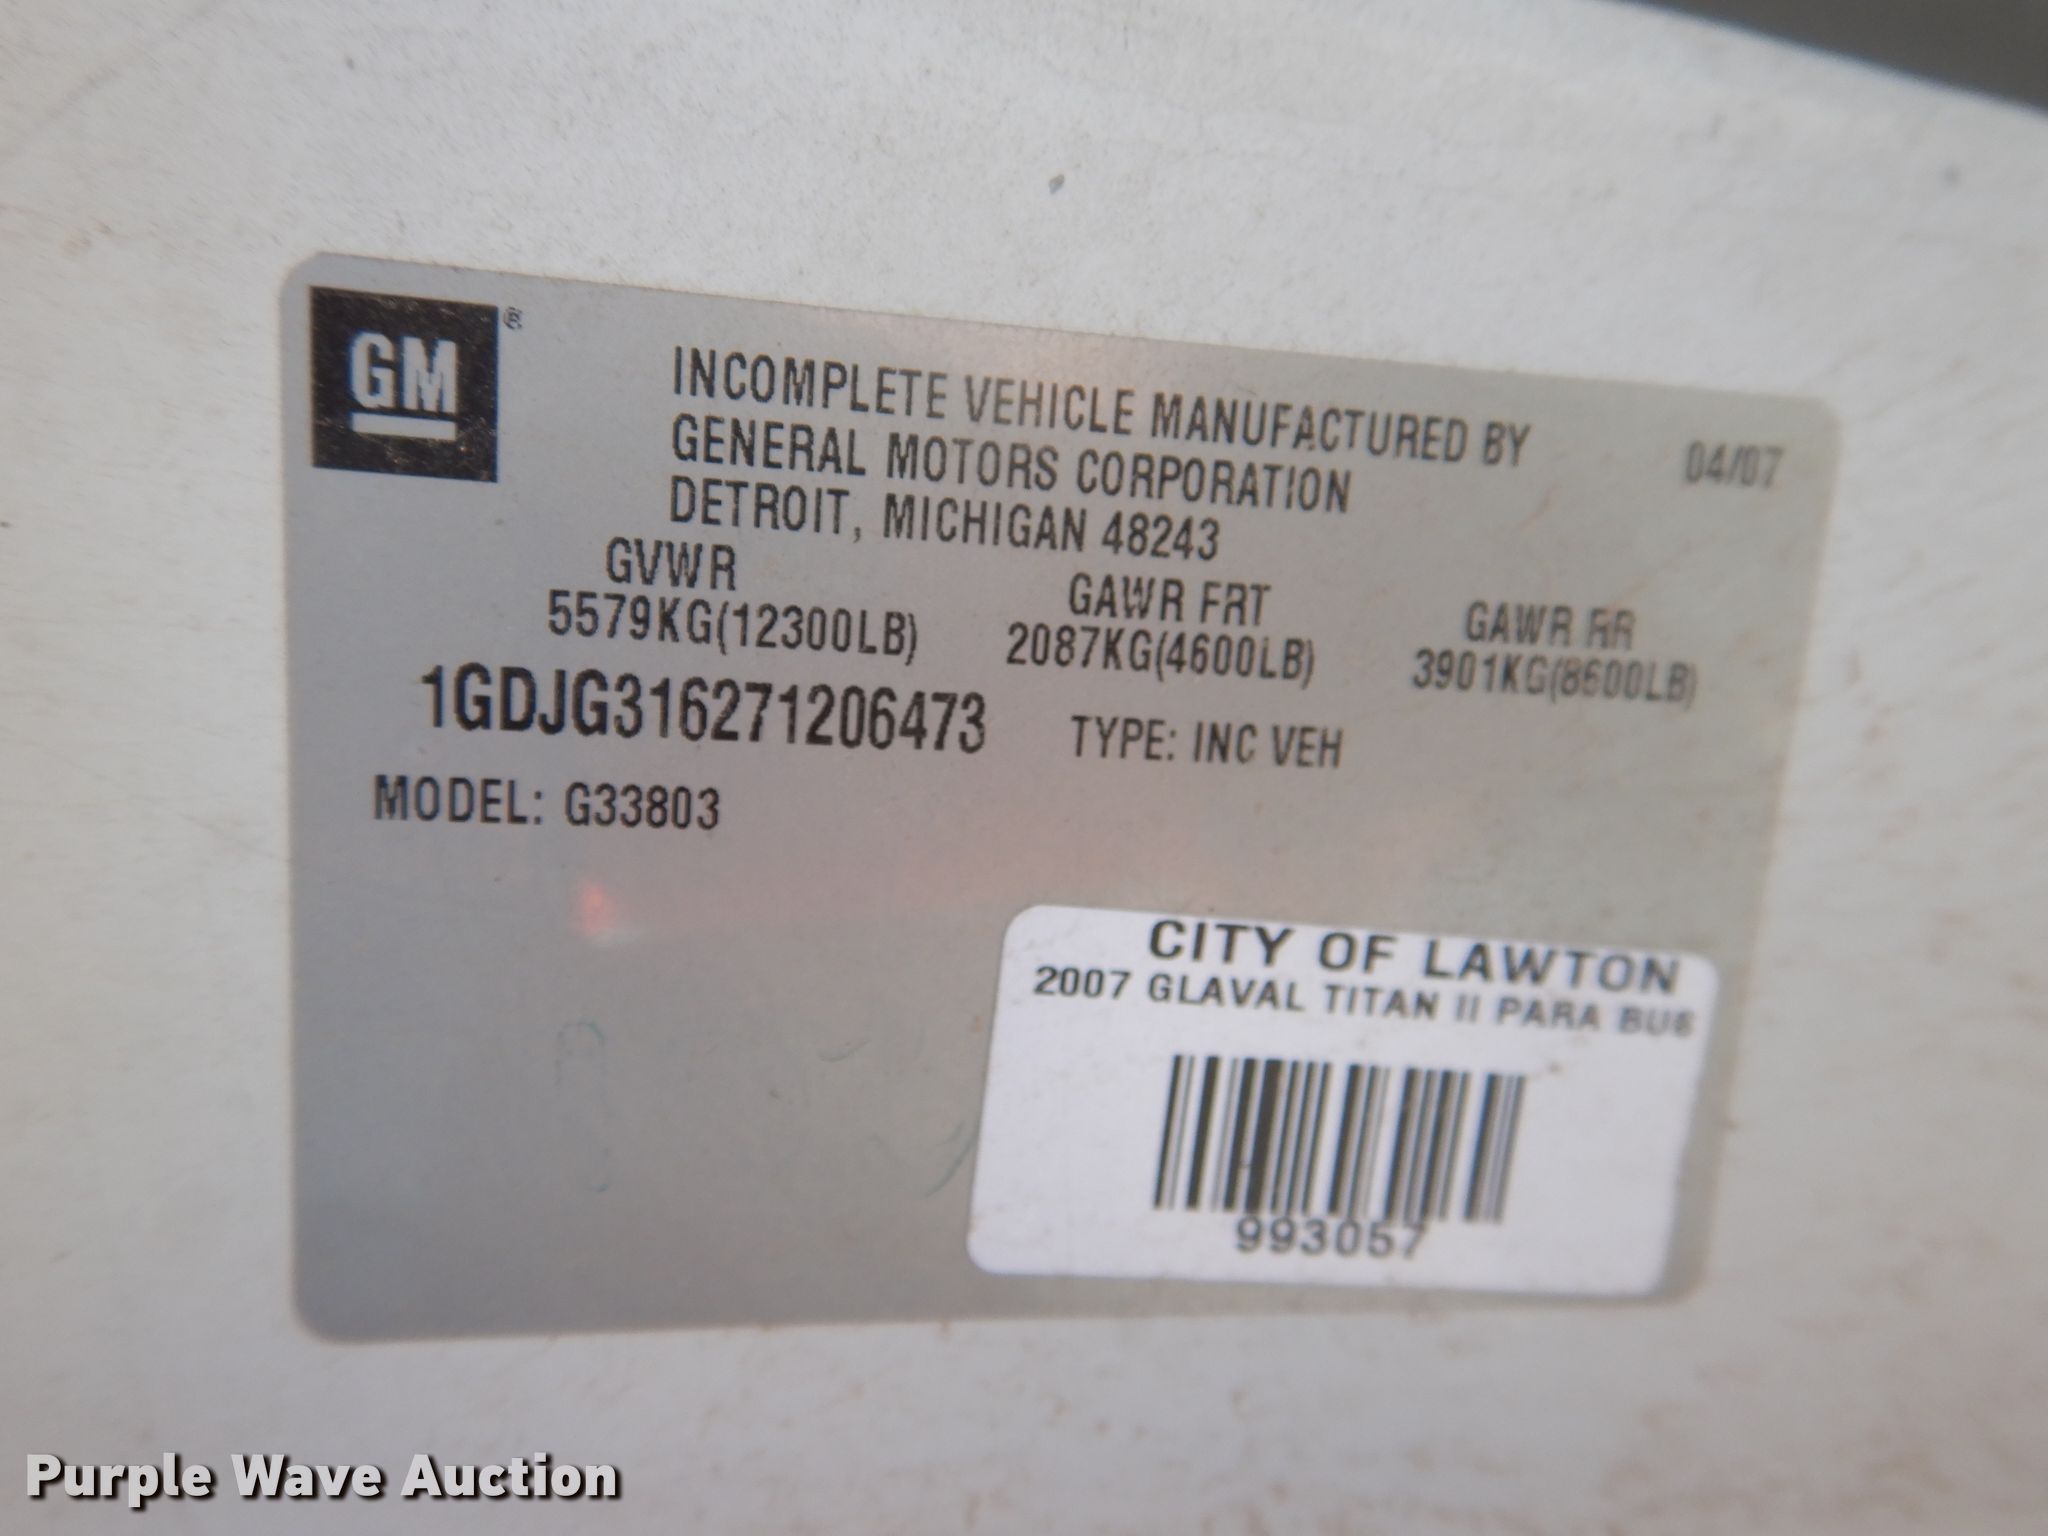 GM®
INCOMPLETE VEHICLE MANUFACTURED BY 04/07
GENERAL MOTORS CORPORATION
DETROIT, MICHIGAN 48243
GVWR GAWR FRT GAWR RR
5579KG(12300LB) 2087KG(4600LB) 3901KG(8600LB)
1GDJG316271206473 TYPE: INC VEH
MODEL: G33803
CITY OF LAWTON
2007 GLAVAL TITAN II PARA BUS
993057
Purple Wave Auction